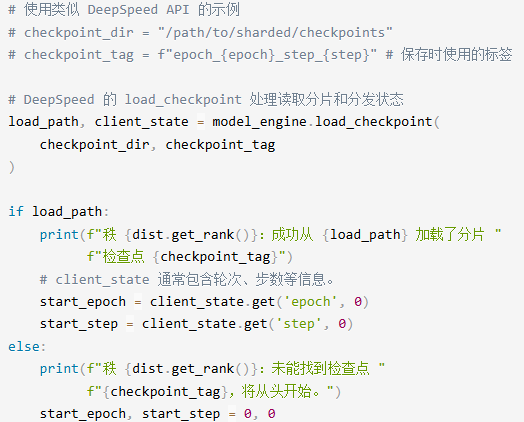 # 使用类似 DeepSpeed API 的示例
# checkpoint_dir = "/path/to/sharded/checkpoints"
# checkpoint_tag = f"epoch_{epoch}_step_{step}" # 保存时使用的标签

# DeepSpeed 的 load_checkpoint 处理读取分片和分发状态
load_path, client_state = model_engine.load_checkpoint(
    checkpoint_dir, checkpoint_tag
)

if load_path:
    print(f"秩 {dist.get_rank()}: 成功从 {load_path} 加载了分片 "
          f"检查点 {checkpoint_tag}")
    # client_state 通常包含轮次、步数等信息。
    start_epoch = client_state.get('epoch', 0)
    start_step = client_state.get('step', 0)
else:
    print(f"秩 {dist.get_rank()}: 未能找到检查点 "
          f"{checkpoint_tag}，将从头开始。")
    start_epoch, start_step = 0, 0